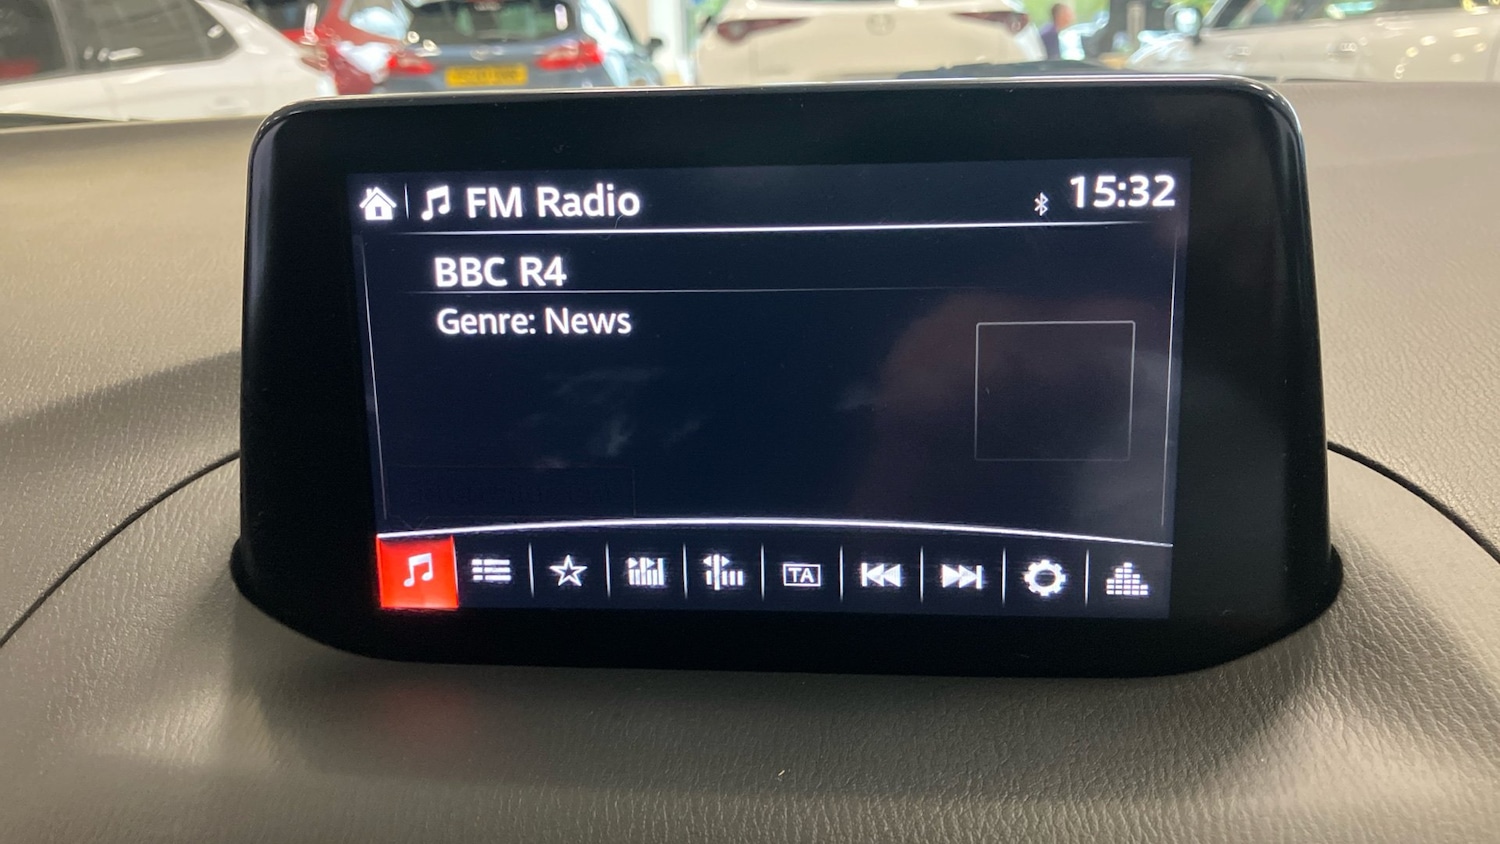 FM Radio
15:32
BBC R4
Genre: News
TA